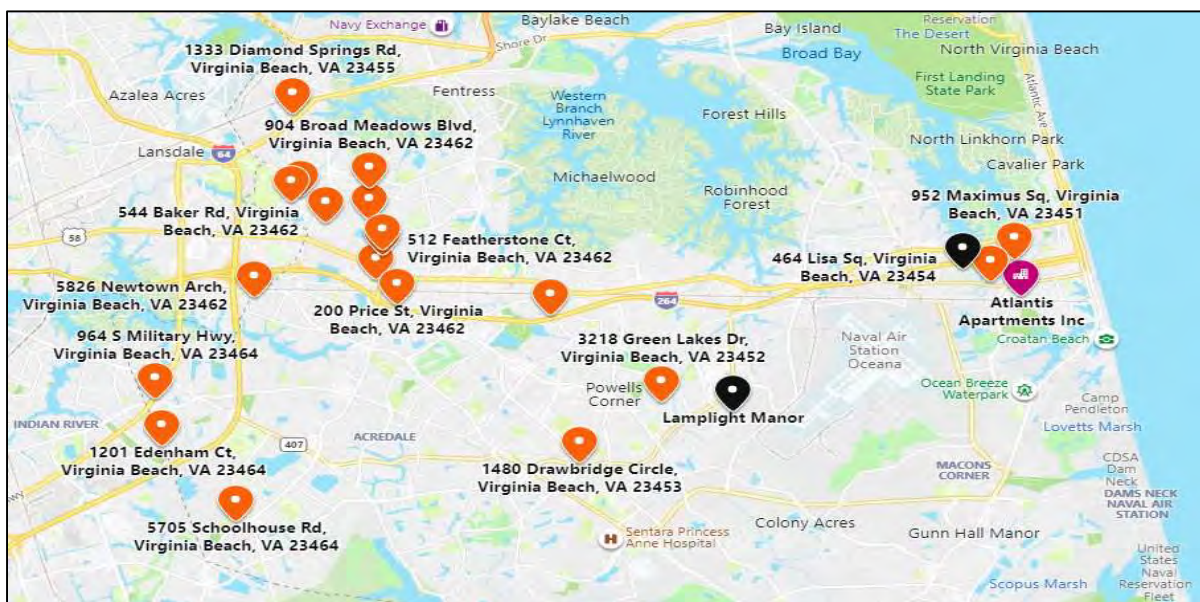 Navy Exchange
Baylake Beach
Shore Dr
Bay Island
Broad Bay
Reservation
The Desert
North Virginia Beach
First Landing
State Park
Atlantic Ave
1333 Diamond Springs Rd,
Virginia Beach, VA 23455
Azalea Acres
Fentress
Western
Branch
Lynnhaven
River
Forest Hills
904 Broad Meadows Blvd,
Virginia Beach, VA 23462
Lansdale
64
North Linkhorn Park
Cavalier Park
Michaelwood
Robinhood
Forest
952 Maximus Sq, Virginia
Beach, VA 23451
544 Baker Rd, Virginia
Beach, VA 23462
58
512 Featherstone Ct,
Virginia Beach, VA 23462
464 Lisa Sq, Virginia
Beach, VA 23454
5826 Newtown Arch,
Virginia Beach, VA 23462
200 Price St, Virginia
Beach, VA 23462
264
Atlantis
Apartments Inc
Croatan Beach
964 S Military Hwy,
Virginia Beach, VA 23464
3218 Green Lakes Dr,
Virginia Beach, VA 23452
Naval Air
Station
Oceana
Powells
Corner
Lamplight Manor
Ocean Breeze
Waterpark
Camp
Pendleton
Lovetts Marsh
INDIAN RIVER
407
ACREDALE
1201 Edenham Ct,
Virginia Beach, VA 23464
1480 Drawbridge Circle,
Virginia Beach, VA 23453
MACONS
CORNER
CDSA
Dam
Neck
DAMS NECK
NAVAL AIR
STATION
Hwy
5705 Schoolhouse Rd,
Virginia Beach, VA 23464
H
Sentara Princess
Anne Hospital
Colony Acres
Gunn Hall Manor
United
States
Naval
Reservation
Fleet
Scopus Marsh